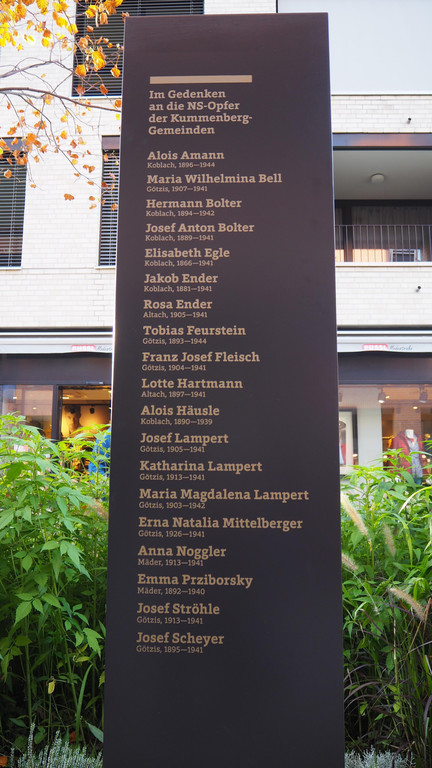 Im Gedenken
an die NS-Opfer
der Kummenberg-
Gemeinden
Alois Amann
Koblach, 1896—1944
Maria Wilhelmina Bell
Götzis, 1907—1941
Hermann Bolter
Koblach, 1894—1942
Josef Anton Bolter
Koblach, 1889—1941
Elisabeth Egle
Koblach, 1866—1941
Jakob Ender
Koblach, 1881—1941
Rosa Ender
Altach, 1905—1941
Tobias Feurstein
Götzis, 1893—1944
Franz Josef Fleisch
Götzis, 1904—1941
Lotte Hartmann
Altach, 1897—1941
Alois Häusle
Koblach, 1890—1939
Josef Lampert
Götzis, 1905—1941
Katharina Lampert
Götzis, 1913—1941
Maria Magdalena Lampert
Götzis, 1903—1942
Erna Natalia Mittelberger
Götzis, 1926—1941
Anna Noggler
Mäder, 1913—1941
Emma Prziborsky
Mäder, 1892—1940
Josef Ströhle
Götzis, 1913—1941
Josef Scheyer
Götzis, 1895—1941